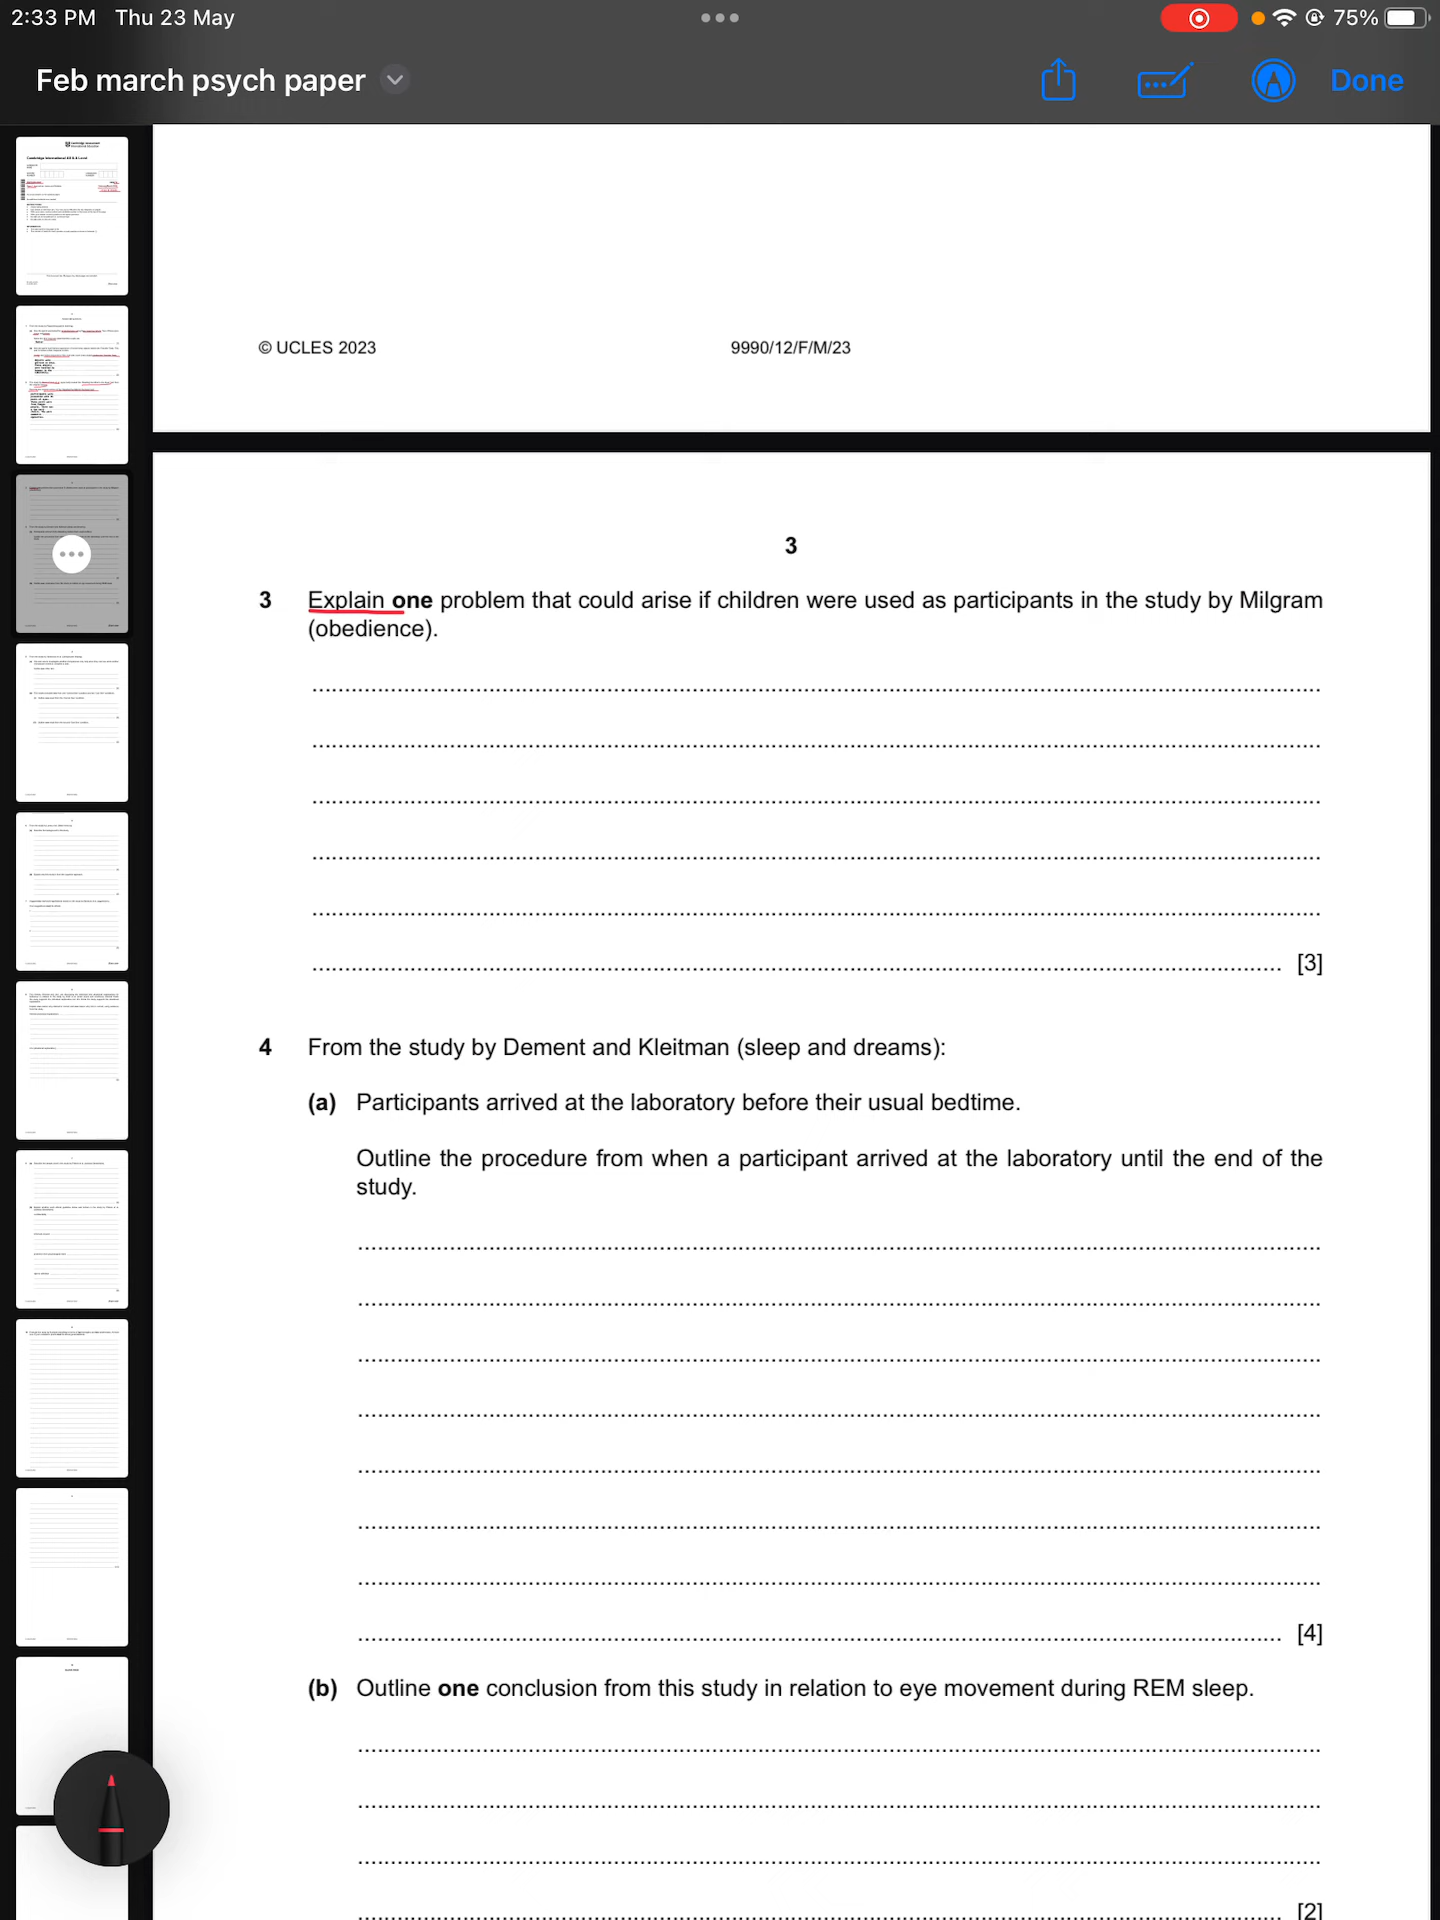 2:33 PM Thu 23 May
75%
Feb march psych paper
Done
© UCLES 2023
9990/12/F/M/23
3
3 Explain one problem that could arise if children were used as participants in the study by Milgram
(obedience).
[3]
4 From the study by Dement and Kleitman (sleep and dreams):
(a) Participants arrived at the laboratory before their usual bedtime.
Outline the procedure from when a participant arrived at the laboratory until the end of the
study.
[4]
(b) Outline one conclusion from this study in relation to eye movement during REM sleep.
[2]